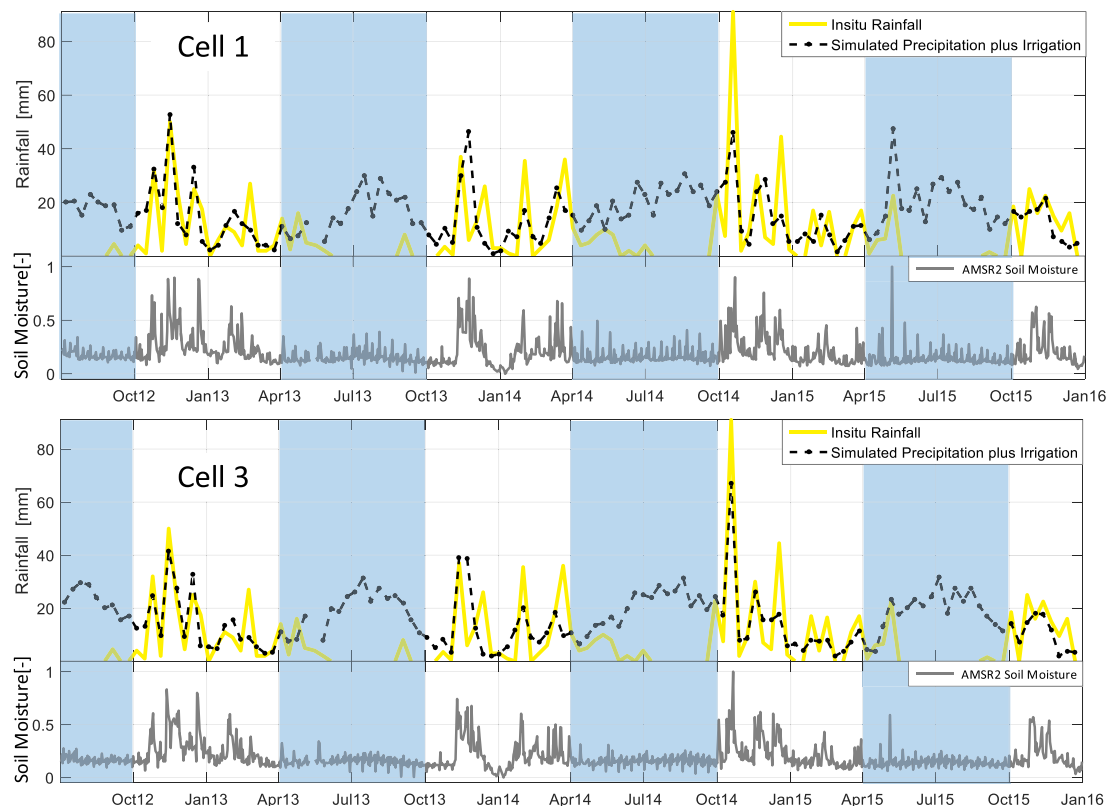 Cell 1
Insitu Rainfall
Simulated Precipitation plus Irrigation
Rainfall [mm]
80
60
40
20
AMSR2 Soil Moisture
Soil Moisture[-]
1
0.5
0
Oct12 Jan13 Apr13 Jul13 Oct13 Jan14 Apr14 Jul14 Oct14 Jan15 Apr15 Jul15 Oct15 Jan16
Cell 3
Insitu Rainfall
Simulated Precipitation plus Irrigation
Rainfall [mm]
80
60
40
20
AMSR2 Soil Moisture
Soil Moisture[-]
1
0.5
0
Oct12 Jan13 Apr13 Jul13 Oct13 Jan14 Apr14 Jul14 Oct14 Jan15 Apr15 Jul15 Oct15 Jan16